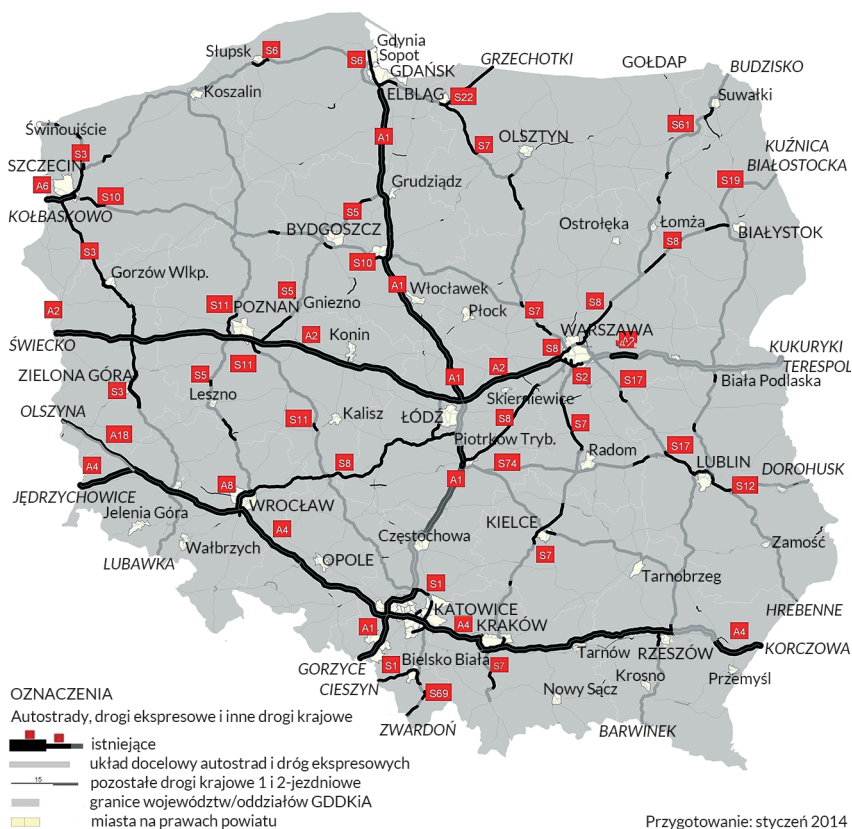 Gdynia
Słupsk
S6
Sopot
S6
GDAŃSK
GRZECHOTKI
GOŁDAP
BUDZISKO
Koszalin
ELBLĄG
S22
Suwałki
Świnoujście
A1
S7
OLSZTYN
S61
KUŹNICA
BIAŁOSTOCKA
S3
SZCZECIN
A6
S10
Grudziądz
S19
KOŁBASKOWO
S5
BYDGOSZCZ
Ostrołęka
Łomża
BIAŁYSTOK
S8
S3
S10
Gorzów Wlkp.
A1
Włocławek
S5
S11
POZNAŃ
Gniezno
S8
A2
Płock
S7
WARSZAWA
A2
Konin
A2
ŚWIECKO
S8
KUKURYKI
S11
A2
TERESPOL
ZIELONA GÓRA
S5
A1
S2
S17
Biała Podlaska
S3
Leszno
Skierniewice
OLSZYNA
S11
Kalisz
ŁÓDŹ
S8
S7
A18
Piotrków Tryb.
S17
Radom
A4
S8
S74
LUBLIN
DOROHUSK
JĘDRZYCHOWICE
A8
A1
S12
WROCŁAW
Jelenia Góra
A4
KIELCE
Częstochowa
Zamość
Wałbrzych
S7
LUBAWKA
OPOLE
Tarnobrzeg
S1
KATOWICE
HREBENNE
A1
A4
KRAKÓW
A4
KORCZOWA
GORZYCE
S1
Bielsko Biała
S7
Tarnów
RZESZÓW
CIESZYN
S69
Krosno
Przemyśl
OZNACZENIA
Nowy Sącz
Autostrady, drogi ekspresowe i inne drogi krajowe
ZWARDOŃ
BARWINEK
istniejące
układ docelowy autostrad i dróg ekspresowych
15
pozostałe drogi krajowe 1 i 2-jezdniowe
granice województw/oddziałów GDDKiA
miasta na prawach powiatu
Przygotowanie: styczeń 2014